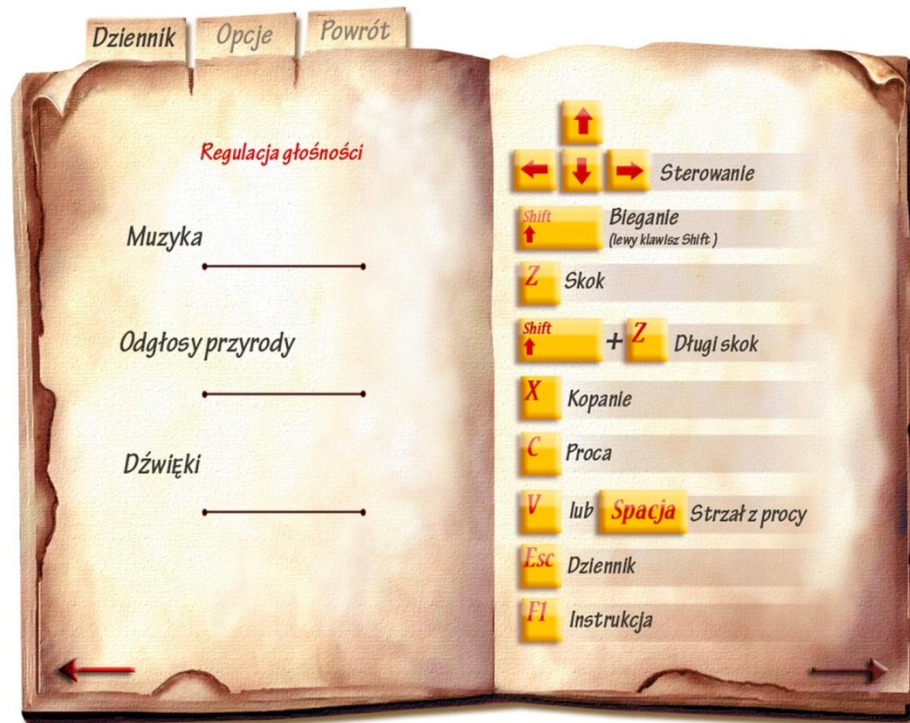 Dziennik Opcje Powrót
Regulacja głośności
Muzyka
Odgłosy przyrody
Dźwięki
Sterowanie
Shift Bieganie
(lewy klawisz Shift)
Z Skok
Shift + Z Długi skok
X Kopanie
C Proca
V lub Spacja Strzał z procy
Esc Dziennik
F1 Instrukcja